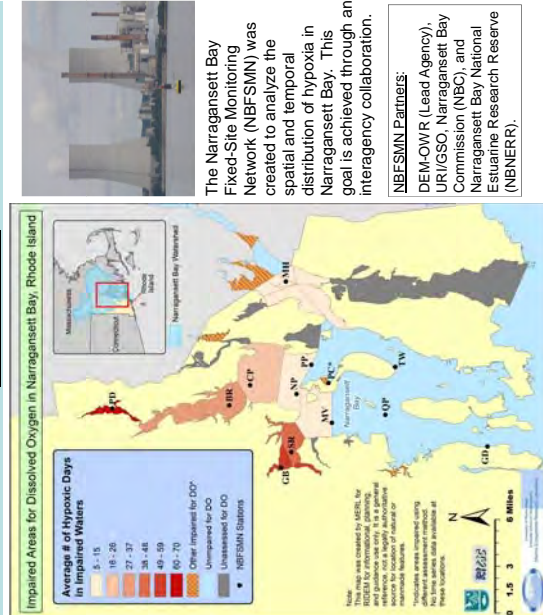 The Narragansett Bay
Fixed-Site Monitoring
Network (NBFSMN) was
created to analyze the
spatial and temporal
distribution of hypoxia in
Narragansett Bay. This
goal is achieved through an
interagency collaboration.
NBFSMN Partners:
DEM-OWR (Lead Agency),
URI/GSO, Narragansett Bay
Commission (NBC), and
Narragansett Bay National
Estuarine Research Reserve
(NBNERR).
Impaired Areas for Dissolved Oxygen in Narragansett Bay, Rhode Island
Average # of Hypoxic Days
in Impaired Waters
5 - 15
16 - 26
27 - 37
38 - 48
49 - 59
60 - 70
Other Impaired for DO*
Unimpaired for DO
Unassessed for DO
NBFSMN Stations
Massachusetts
Connecticut
Rhode
Island
Narragansett Bay Watershed
PD
BR
CP
GB
SR
NP
PP
MH
MV
PC*
Narragansett
Bay
QP
TW
GD
Note:
This map was created by MERL for
RIDEM for informational, planning,
and guidance use only. It is a general
reference, not a legally authoritative
source for location of natural or
manmade features.
*Indicates areas impaired using
different assessment method.
No time series data available at
these locations.
N
0 1.5 3 6 Miles
RIGIS